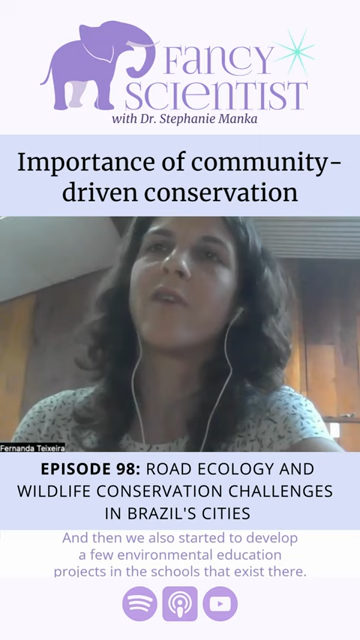 FANCY
SCIENTIST
with Dr. Stephanie Manka
Importance of community-
driven conservation
Fernanda Teixeira
EPISODE 98: ROAD ECOLOGY AND
WILDLIFE CONSERVATION CHALLENGES
IN BRAZIL'S CITIES
And then we also started to develop
a few environmental education
projects in the schools that exist there.